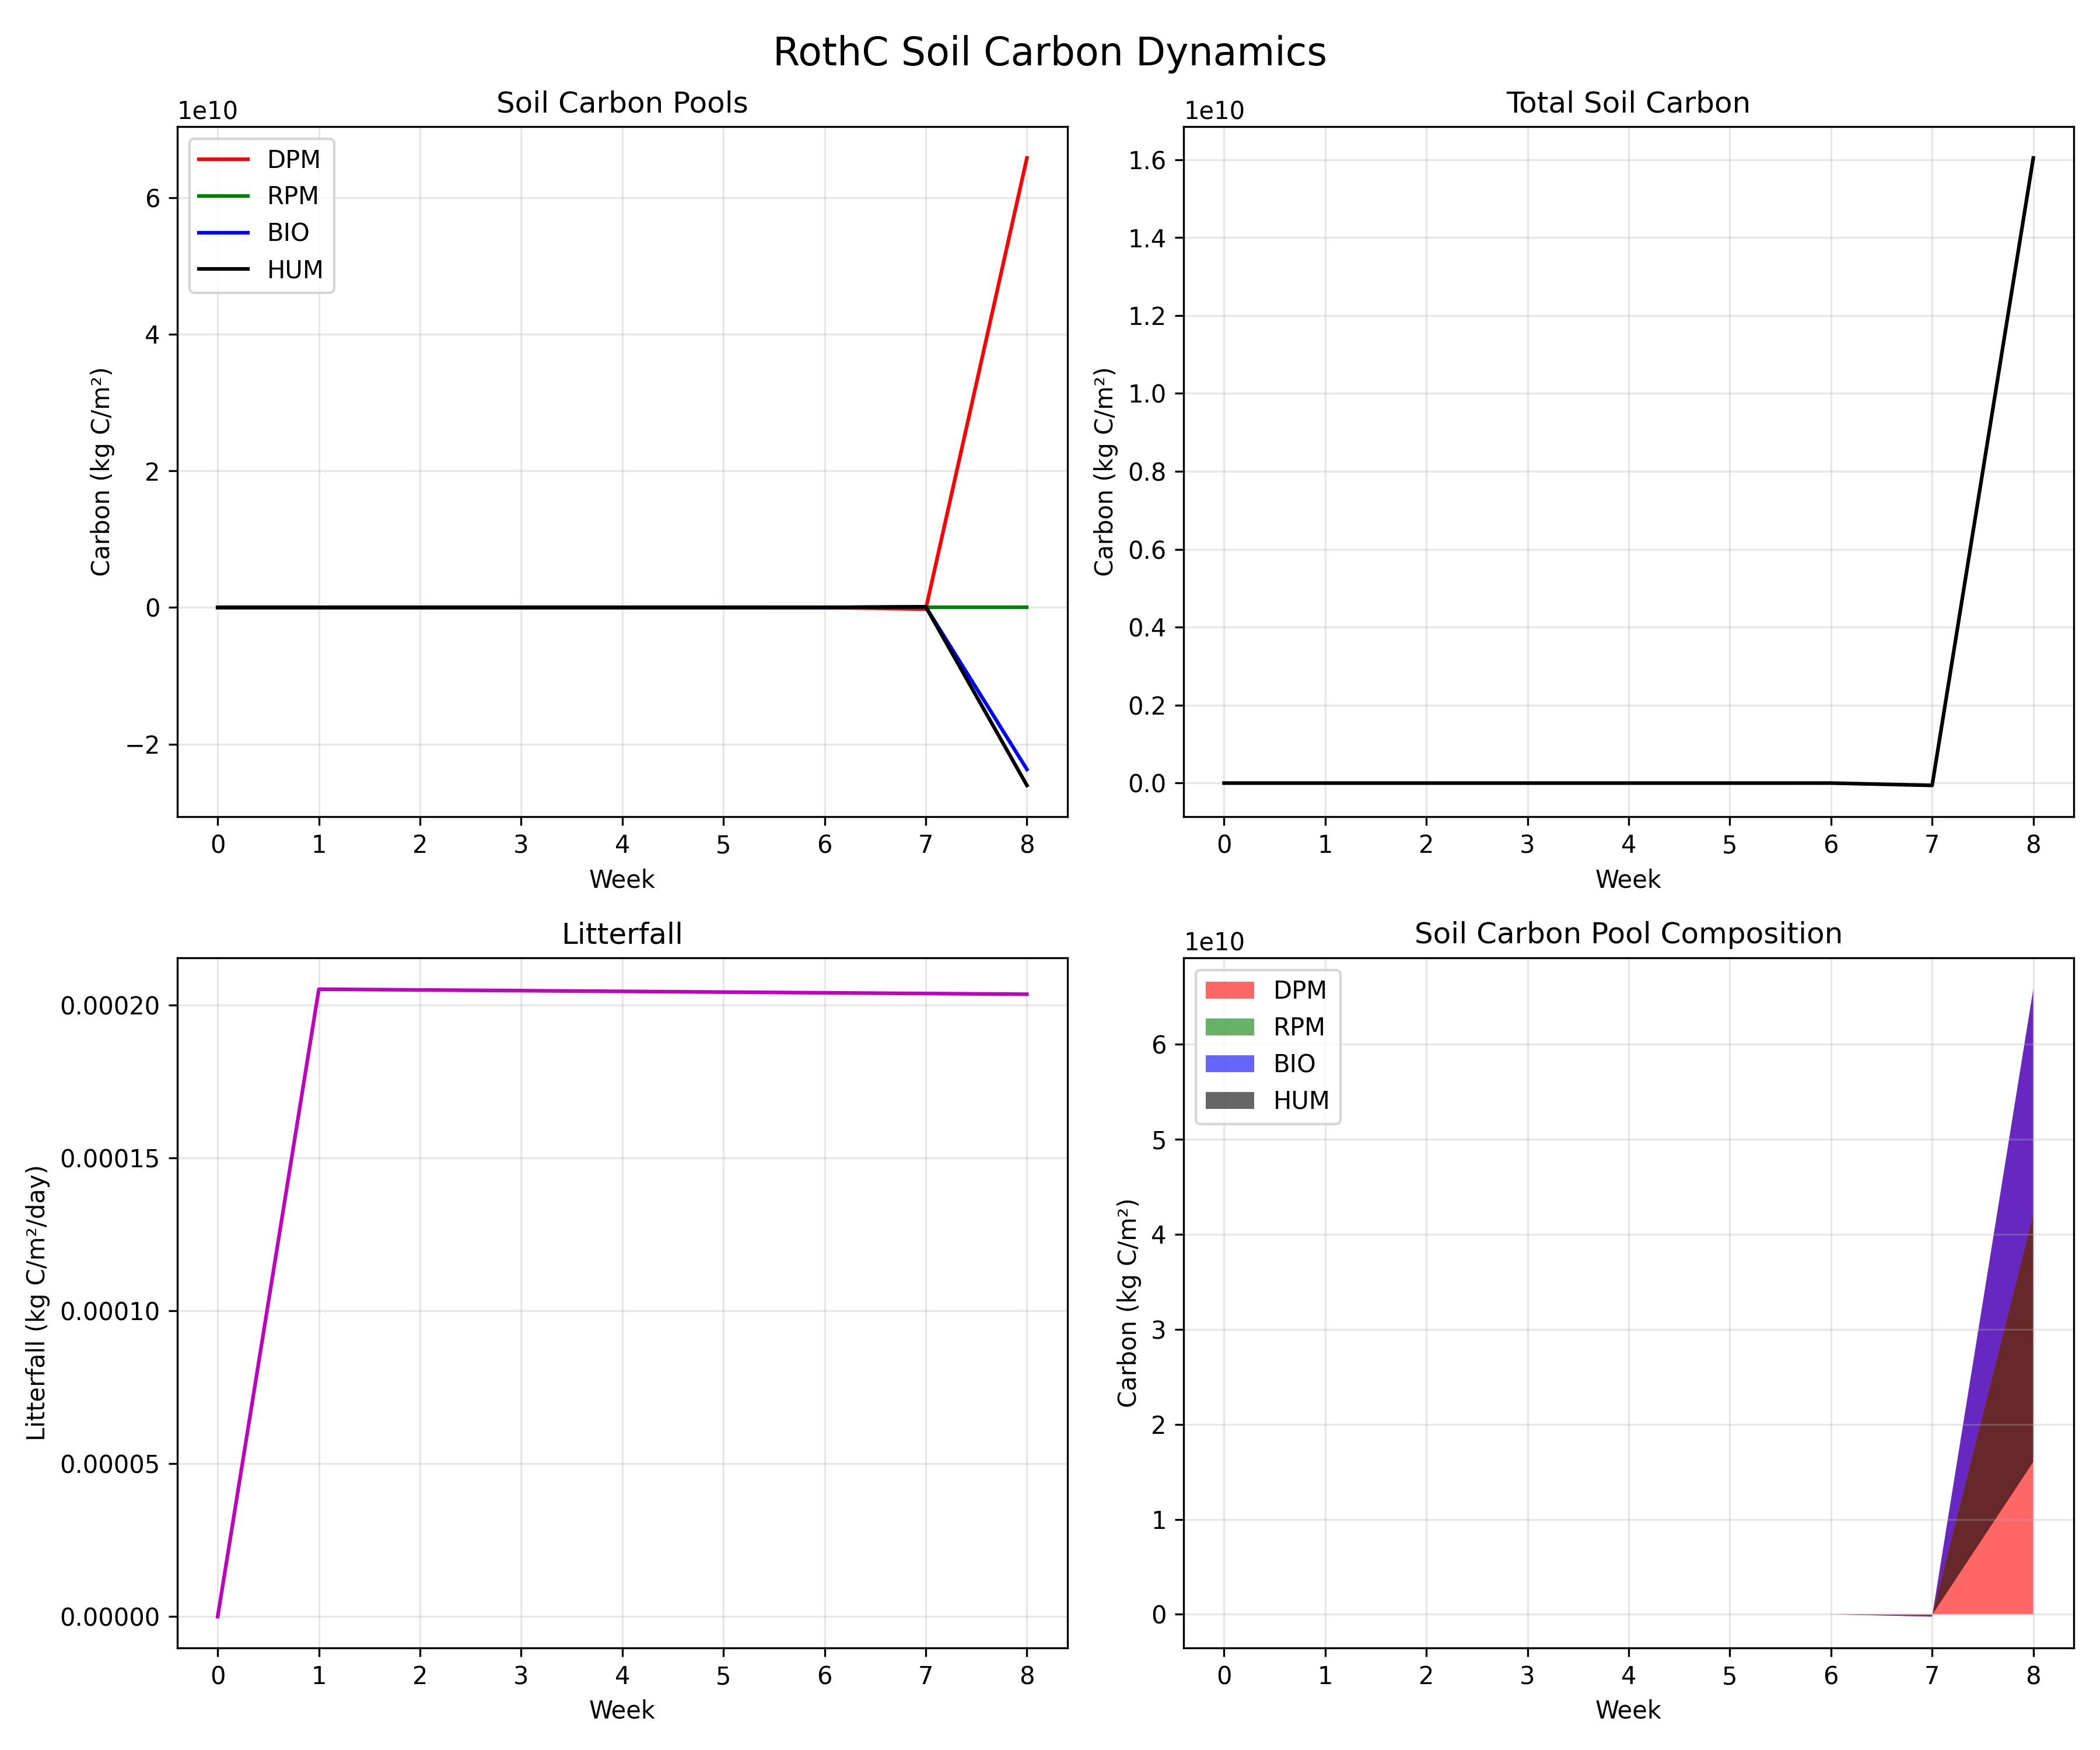 RothC Soil Carbon Dynamics
Soil Carbon Pools
1e10
DPM
RPM
BIO
HUM
6
4
2
0
−2
Carbon (kg C/m²)
0 1 2 3 4 5 6 7 8
Week
Total Soil Carbon
1e10
1.6
1.4
1.2
1.0
0.8
0.6
0.4
0.2
0.0
Carbon (kg C/m²)
0 1 2 3 4 5 6 7 8
Week
Litterfall
0.00020
0.00015
0.00010
0.00005
0.00000
Litterfall (kg C/m²/day)
0 1 2 3 4 5 6 7 8
Week
Soil Carbon Pool Composition
1e10
DPM
RPM
BIO
HUM
6
5
4
3
2
1
0
Carbon (kg C/m²)
0 1 2 3 4 5 6 7 8
Week